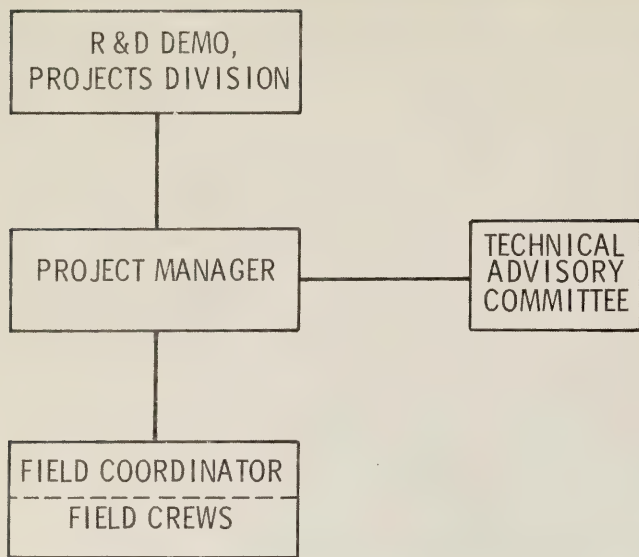 R & D DEMO,
PROJECTS DIVISION
PROJECT MANAGER
TECHNICAL
ADVISORY
COMMITTEE
FIELD COORDINATOR
FIELD CREWS